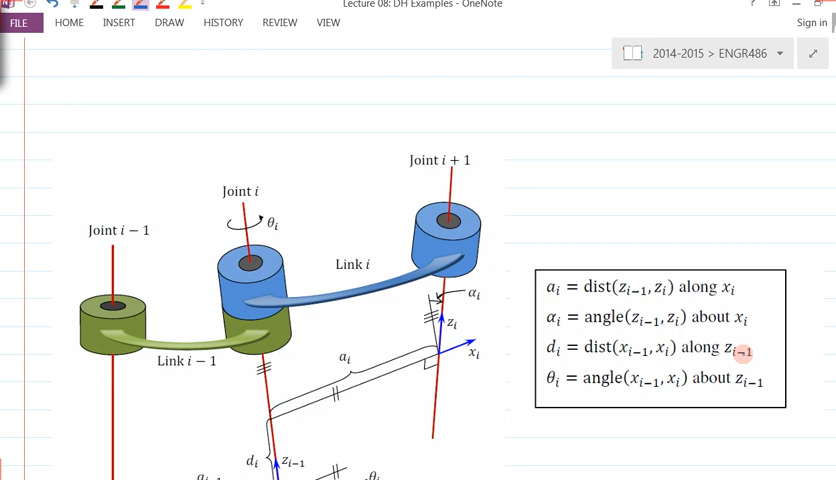 Lecture 08: DH Examples - OneNote
?
FILE HOME INSERT DRAW HISTORY REVIEW VIEW Sign in
2014-2015 > ENGR486
Joint i + 1
Joint i
θᵢ
Joint i − 1
Link i
aᵢ = dist(zᵢ₋₁, zᵢ) along xᵢ
αᵢ
αᵢ = angle(zᵢ₋₁, zᵢ) about xᵢ
zᵢ
dᵢ = dist(xᵢ₋₁, xᵢ) along zᵢ₋₁
xᵢ
Link i − 1
aᵢ
θᵢ = angle(xᵢ₋₁, xᵢ) about zᵢ₋₁
dᵢ
zᵢ₋₁
aᵢ₋₁
θᵢ